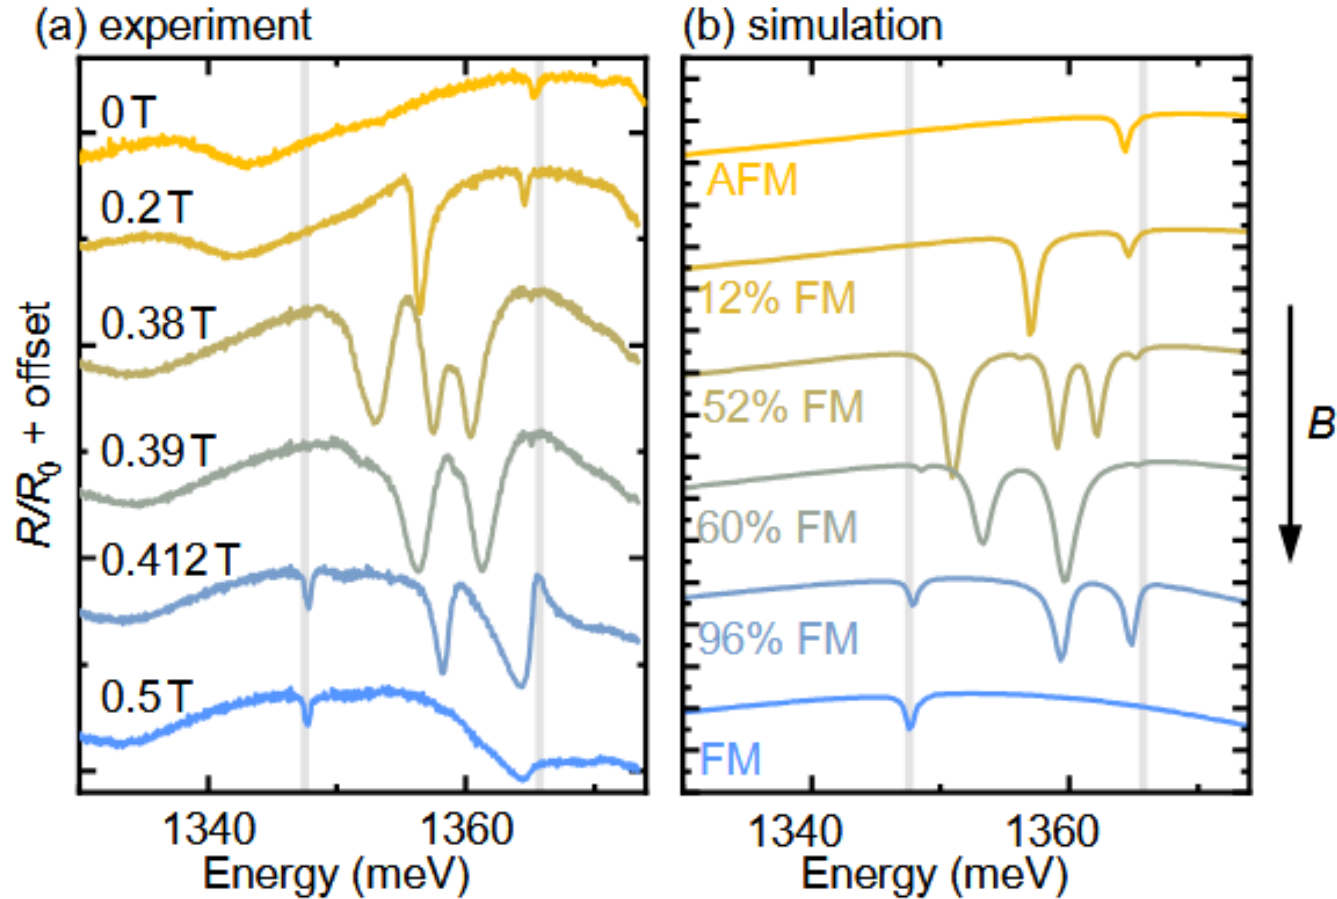 (a) experiment
(b) simulation
0T
0.2T
0.38T
0.39T
0.412T
0.5T
R/R0 + offset
1340
1360
Energy (meV)
AFM
12% FM
52% FM
60% FM
96% FM
FM
1340
1360
Energy (meV)
B